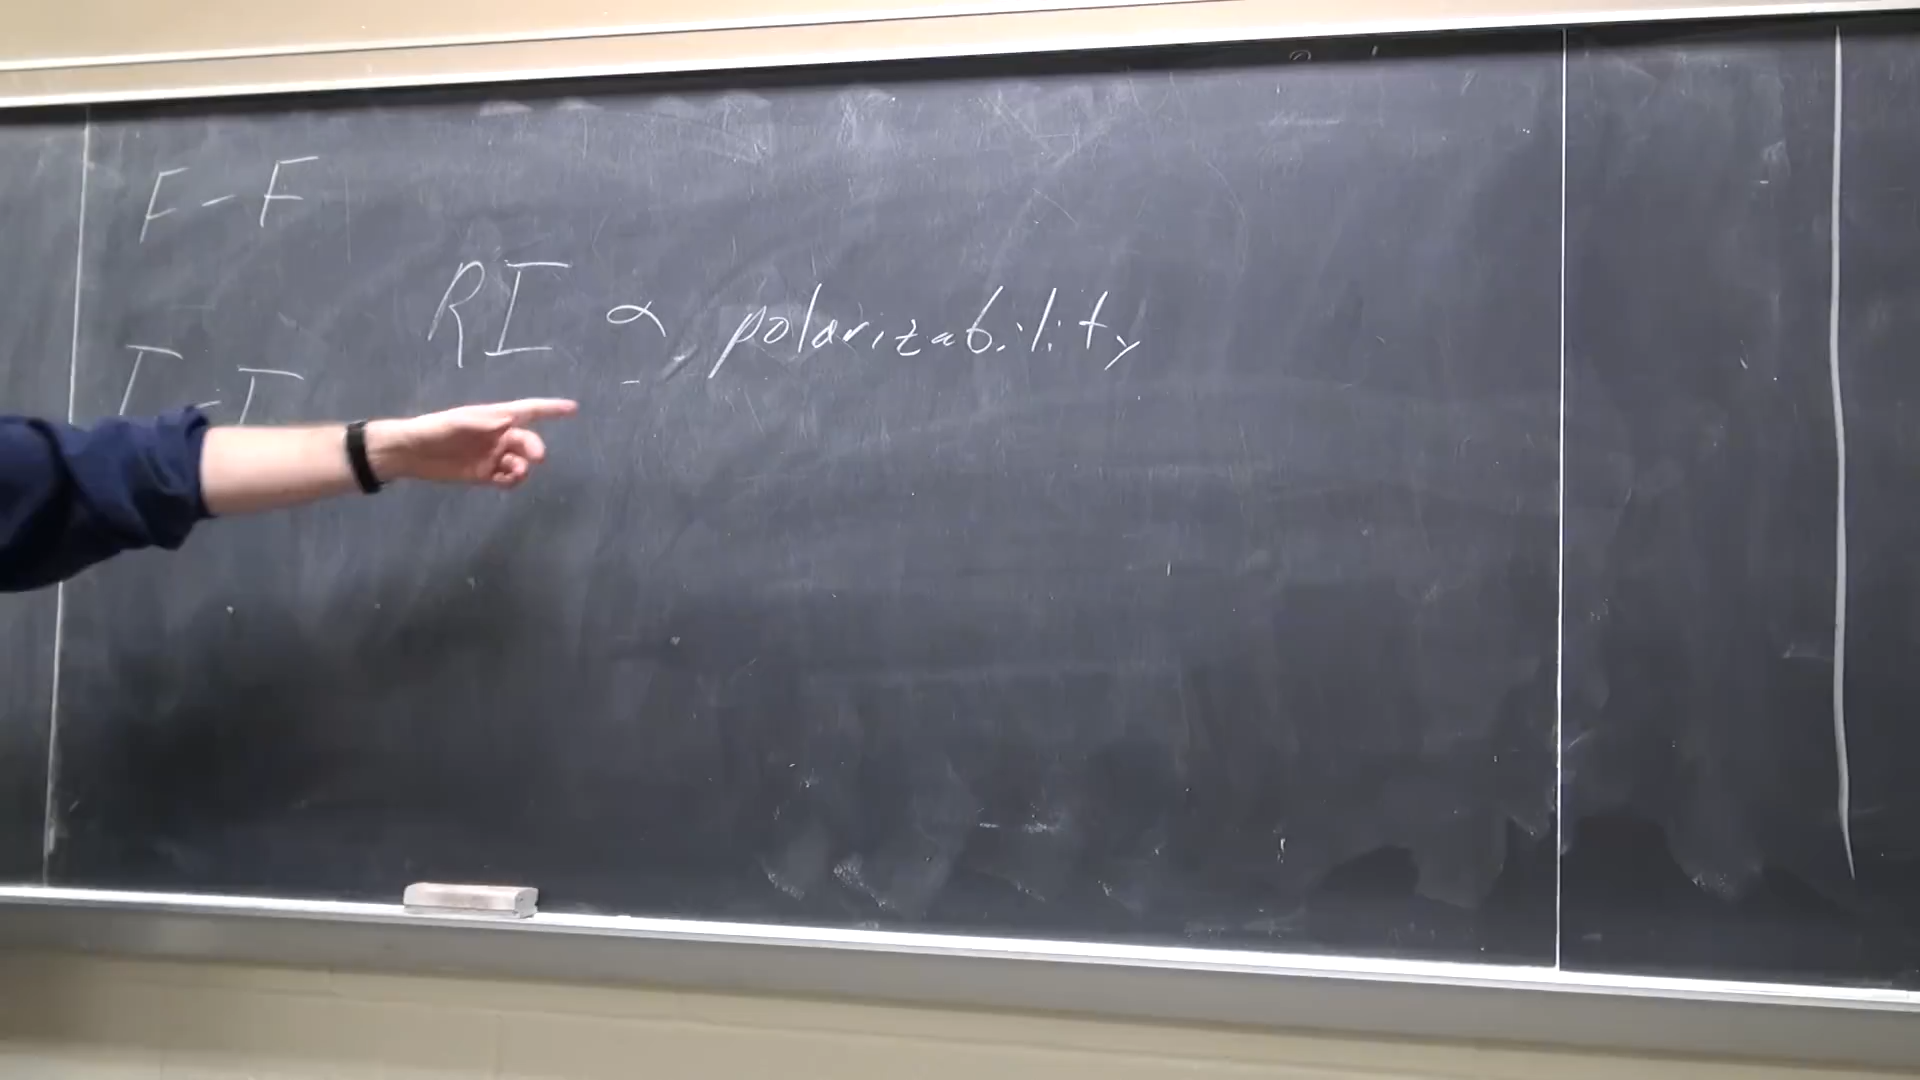 F – F
RI ∝ polarizability
I – I